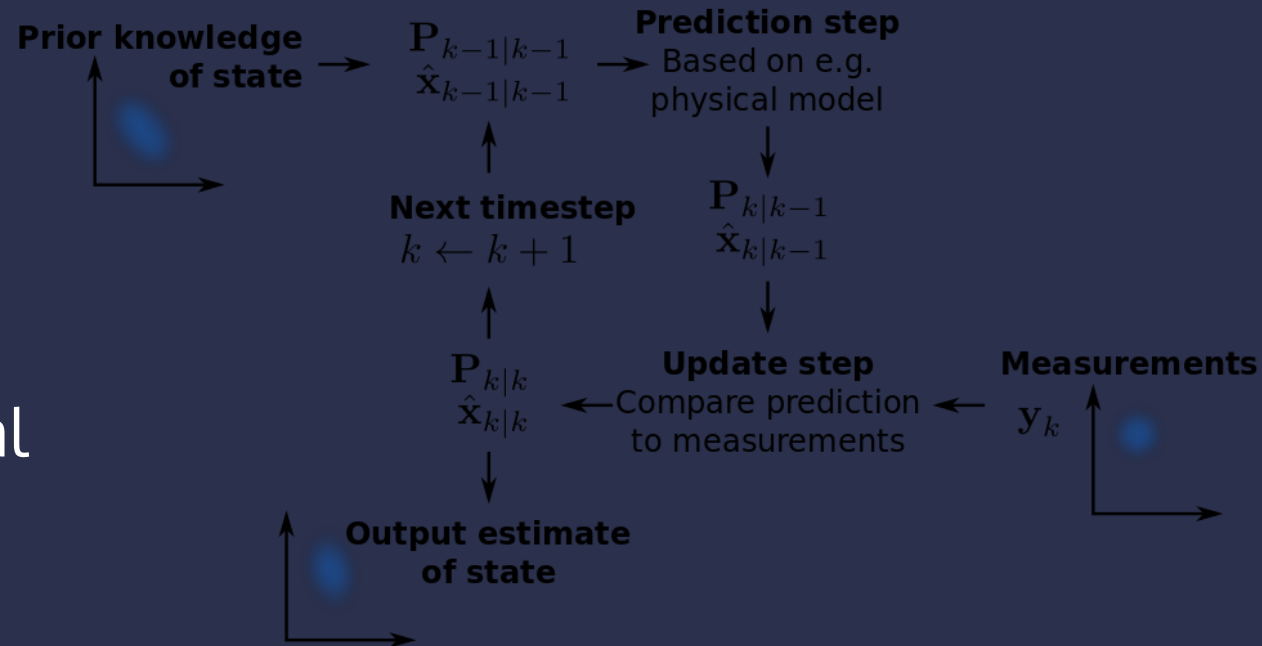 Prior knowledge
of state
P_{k−1|k−1}
x̂_{k−1|k−1}
Prediction step
Based on e.g.
physical model
Next timestep
k ← k + 1
P_{k|k−1}
x̂_{k|k−1}
P_{k|k}
x̂_{k|k}
Update step
Compare prediction
to measurements
Measurements
y_k
al
Output estimate
of state